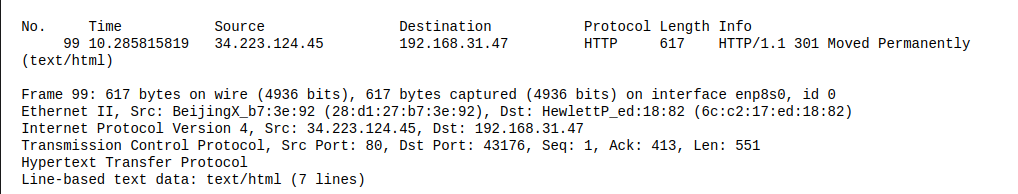 No. Time Source Destination Protocol Length Info
99 10.285815819 34.223.124.45 192.168.31.47 HTTP 617 HTTP/1.1 301 Moved Permanently
(text/html)
Frame 99: 617 bytes on wire (4936 bits), 617 bytes captured (4936 bits) on interface enp8s0, id 0
Ethernet II, Src: BeijingX_b7:3e:92 (28:d1:27:b7:3e:92), Dst: HewlettP_ed:18:82 (6c:c2:17:ed:18:82)
Internet Protocol Version 4, Src: 34.223.124.45, Dst: 192.168.31.47
Transmission Control Protocol, Src Port: 80, Dst Port: 43176, Seq: 1, Ack: 413, Len: 551
Hypertext Transfer Protocol
Line-based text data: text/html (7 lines)